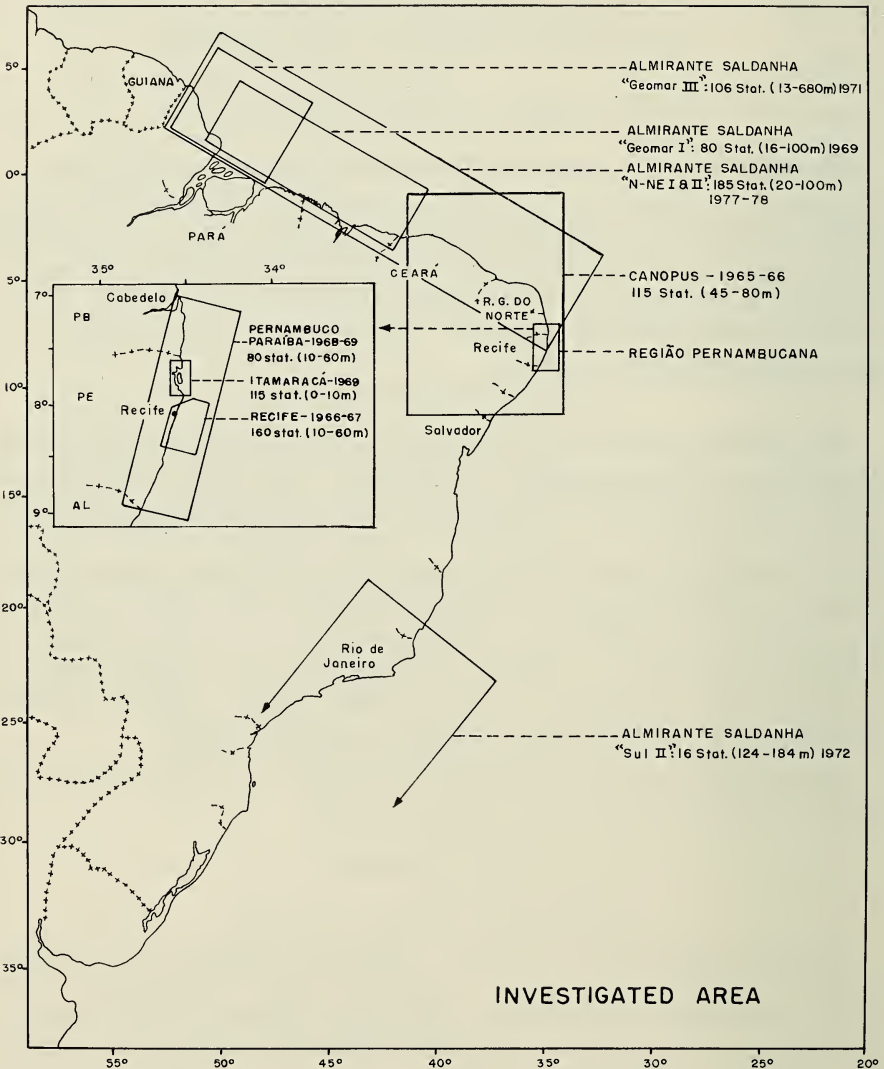 5°
0°
5°
10°
15°
20°
25°
30°
35°
55°
50°
45°
40°
35°
30°
25°
20°
GUIANA
PARÁ
CEARÁ
R.G. DO
NORTE
Recife
Salvador
Rio de
Janeiro
ALMIRANTE SALDANHA
"Geomar III": 106 Stat. (13-680m) 1971
ALMIRANTE SALDANHA
"Geomar I": 80 Stat. (16-100m) 1969
ALMIRANTE SALDANHA
"N-NE I & II": 185 Stat. (20-100m)
1977-78
CANOPUS - 1965-66
115 Stat. (45-80m)
REGIÃO PERNAMBUCANA
35°
34°
7°
8°
9°
Cabedelo
PB
PE
AL
Recife
PERNAMBUCO
PARAÍBA-1968-69
80 stat. (10-60m)
ITAMARACÁ-1969
115 stat. (0-10m)
RECIFE-1966-67
160 stat. (10-60m)
ALMIRANTE SALDANHA
"Sul II": 16 Stat. (124-184m) 1972
INVESTIGATED AREA